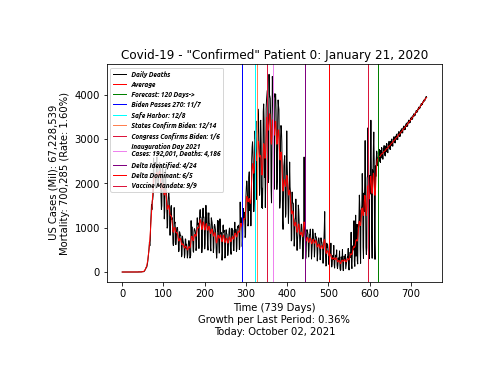 Covid-19 - "Confirmed" Patient 0: January 21, 2020
Daily Deaths
Average
Forecast: 120 Days->
Biden Passes 270: 11/7
Safe Harbor: 12/8
States Confirm Biden: 12/14
Congress Confirms Biden: 1/6
Inauguration Day 2021
Cases: 192,001, Deaths: 4,186
Delta Identified: 4/24
Delta Dominant: 6/5
Vaccine Mandate: 9/9
US Cases (Mil): 67,228,539
Mortality: 700,285 (Rate: 1.60%)
4000
3000
2000
1000
0
0 100 200 300 400 500 600 700
Time (739 Days)
Growth per Last Period: 0.36%
Today: October 02, 2021